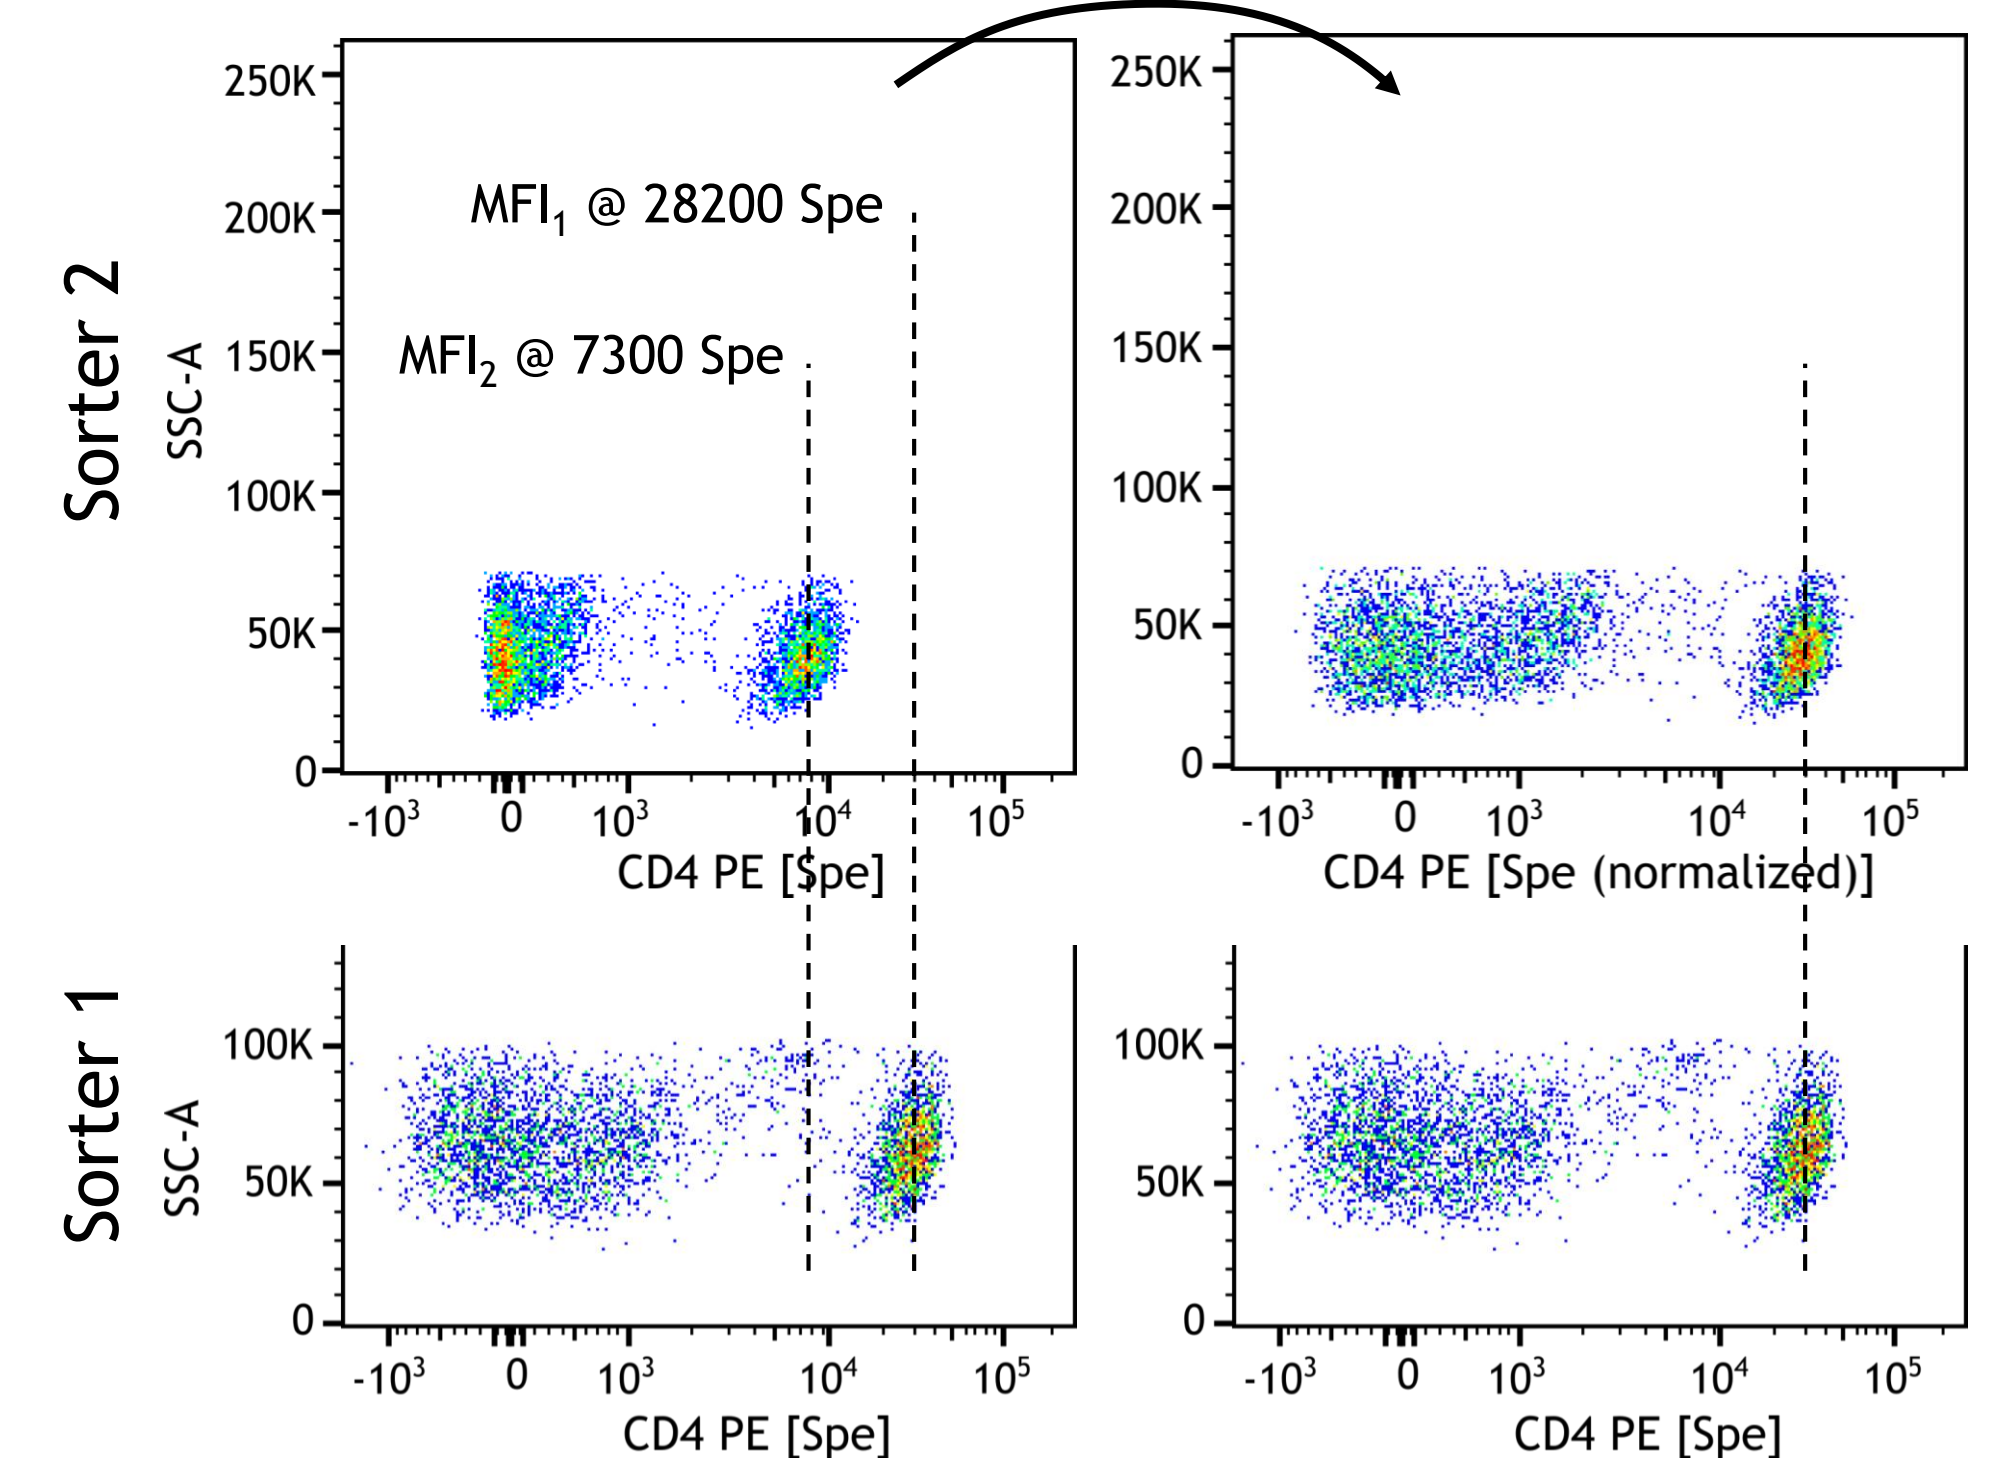 Sorter 2
SSC-A
250K
200K
150K
100K
50K
0
MFI₁ @ 28200 Spe
MFI₂ @ 7300 Spe
-10³ 0 10³ 10⁴ 10⁵
CD4 PE [Spe]
250K
200K
150K
100K
50K
0
-10³ 0 10³ 10⁴ 10⁵
CD4 PE [Spe (normalized)]
Sorter 1
SSC-A
100K
50K
0
-10³ 0 10³ 10⁴ 10⁵
CD4 PE [Spe]
100K
50K
0
-10³ 0 10³ 10⁴ 10⁵
CD4 PE [Spe]